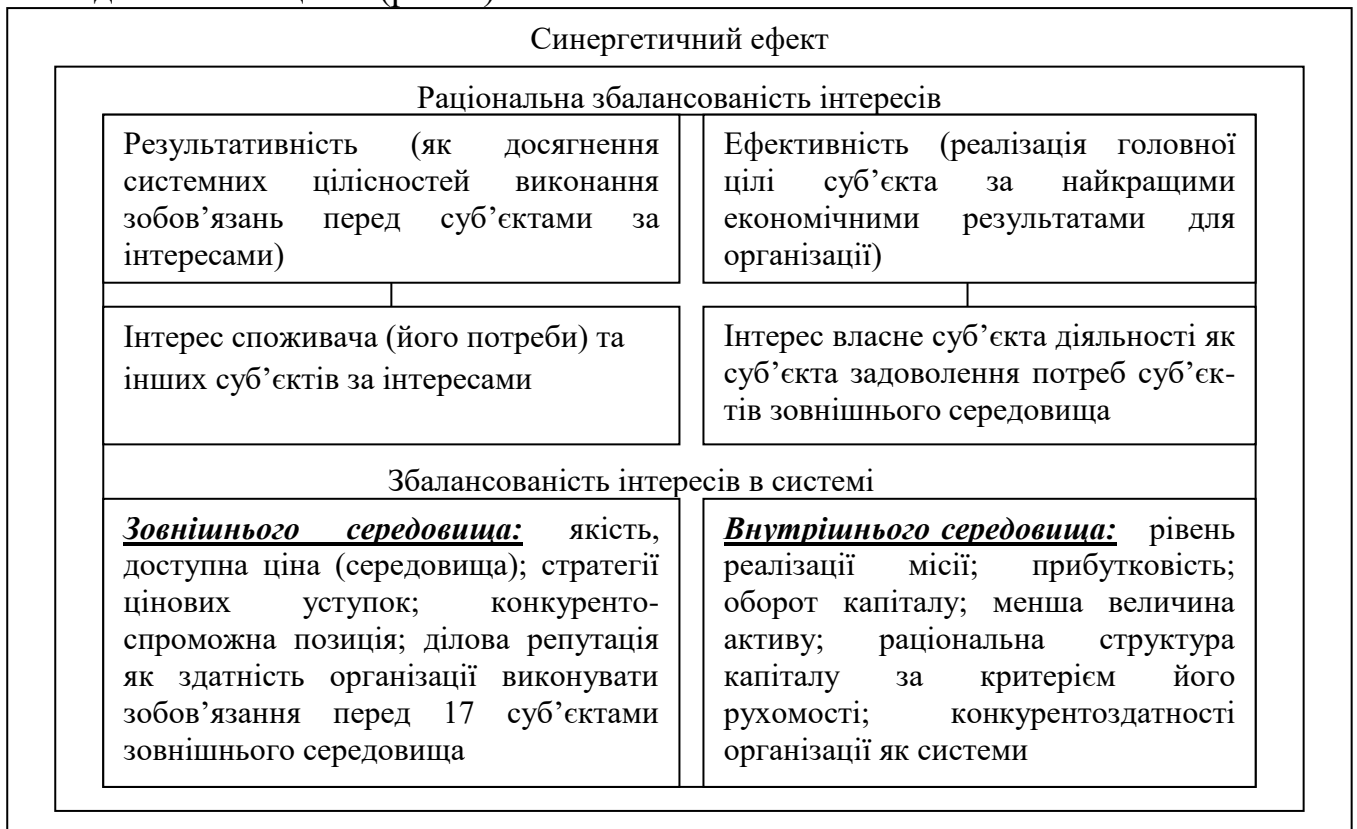 Синергетичний ефект
Раціональна збалансованість інтересів
Результативність (як досягнення
системних цілісностей виконання
зобов’язань перед суб’єктами за
інтересами)
Ефективність (реалізація головної
цілі суб’єкта за найкращими
економічними результатами для
організації)
Інтерес споживача (його потреби) та
інших суб’єктів за інтересами
Інтерес власне суб’єкта діяльності як
суб’єкта задоволення потреб суб’єк-
тів зовнішнього середовища
Збалансованість інтересів в системі
Зовнішнього середовища: якість,
доступна ціна (середовища); стратегії
цінових уступок; конкуренто-
спроможна позиція; ділова репутація
як здатність організації виконувати
зобов’язання перед 17 суб’єктами
зовнішнього середовища
Внутрішнього середовища: рівень
реалізації місії; прибутковість;
оборот капіталу; менша величина
активу; раціональна структура
капіталу за критерієм його
рухомості; конкурентоздатності
організації як системи